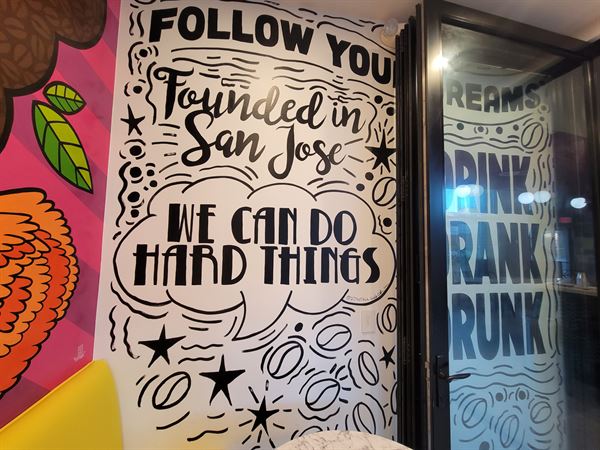 FOLLOW YOU
REAMS
Founded in
San Jose
WE CAN DO
HARD THINGS
RINK
RANK
RUNK